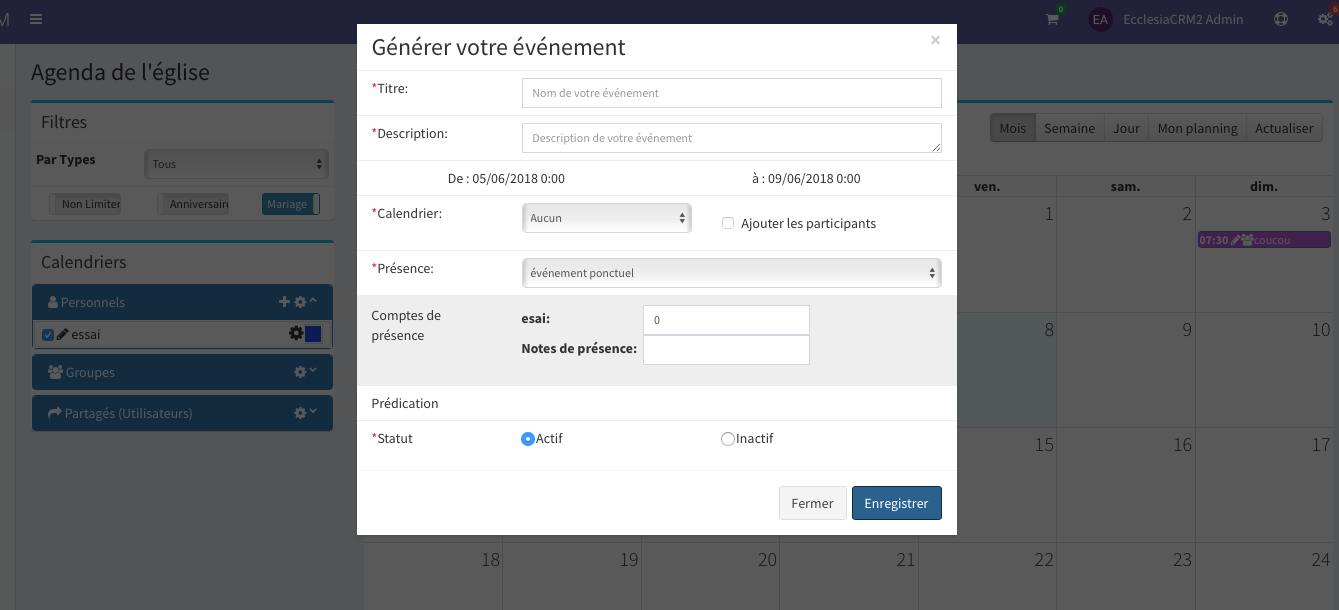 M
0
EA EcclesiaCRM2 Admin
Générer votre événement
×
*Titre: Nom de votre événement
*Description: Description de votre événement
De : 05/06/2018 0:00 à : 09/06/2018 0:00
*Calendrier: Aucun Ajouter les participants
*Présence: événement ponctuel
Comptes de présence
esai: 0
Notes de présence:
Prédication
*Statut Actif Inactif
Fermer Enregistrer
Agenda de l'église
Filtres
Par Types Tous
Non Limiter Anniversaire Mariage
Calendriers
Personnels
essai
Groupes
Partagés (Utilisateurs)
Mois Semaine Jour Mon planning Actualiser
ven. sam. dim.
1 2 3
07:30 coucou
8 9 10
15 16 17
18 19 20 21 22 23 24